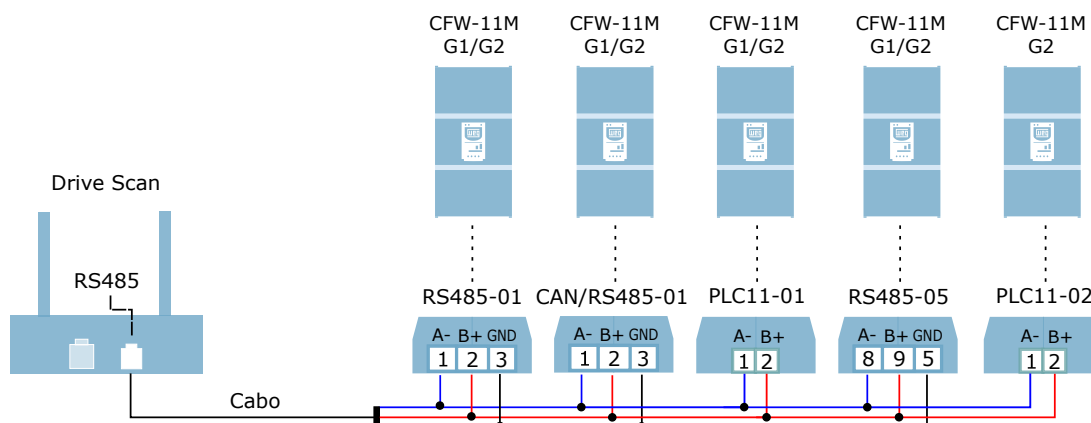 CFW-11M CFW-11M CFW-11M CFW-11M CFW-11M
G1/G2 G1/G2 G1/G2 G1/G2 G2
Drive Scan
RS485
RS485-01 CAN/RS485-01 PLC11-01 RS485-05 PLC11-02
A- B+ GND A- B+ GND A- B+ A- B+ GND A- B+
1 2 3 1 2 3 1 2 8 9 5 1 2
Cabo